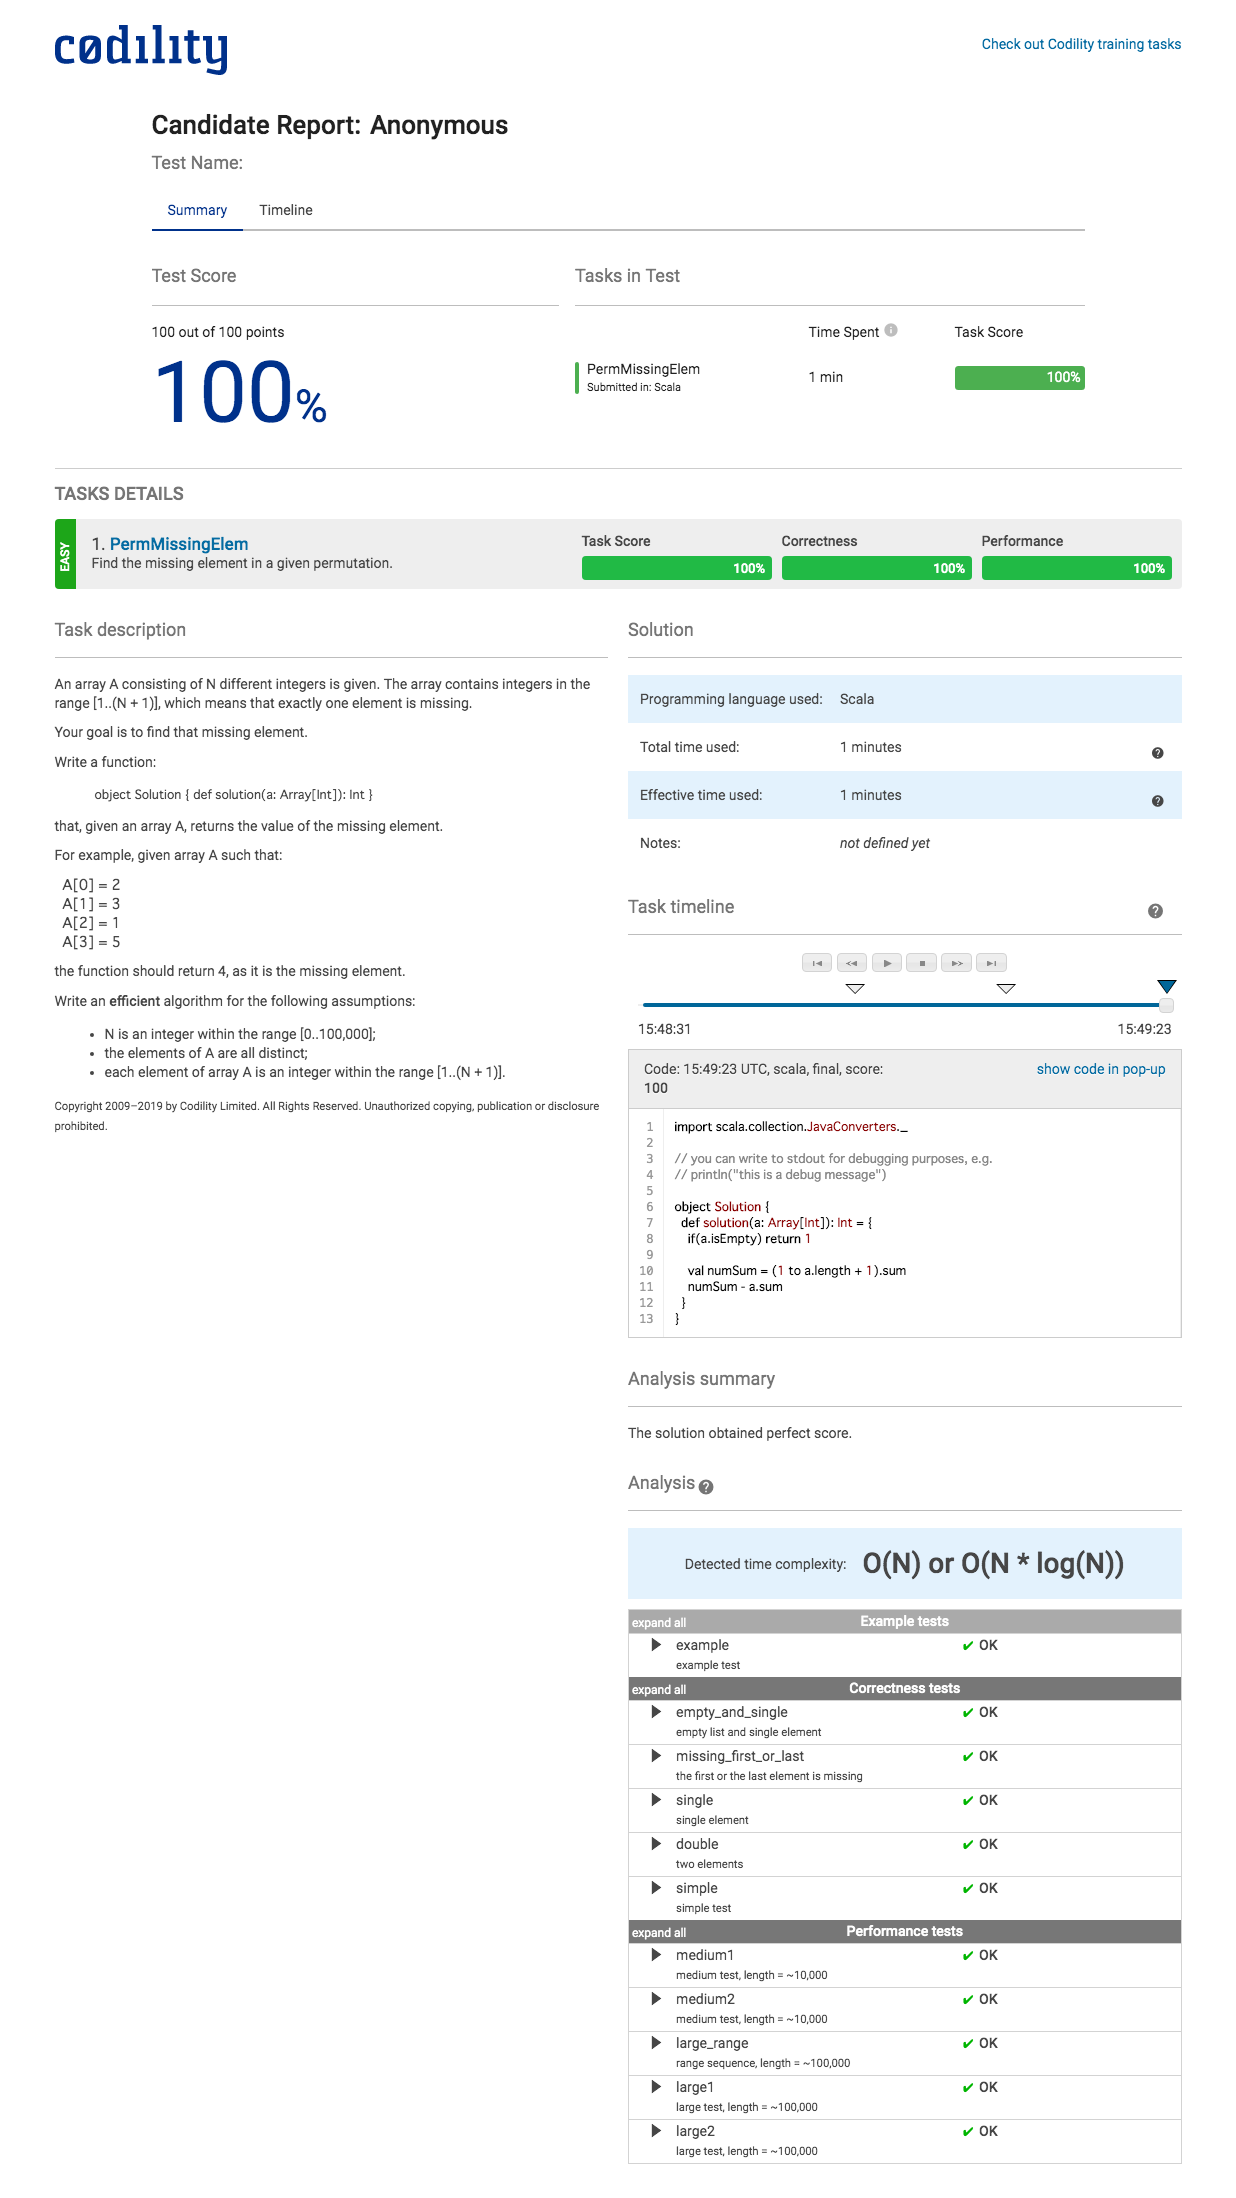 codility
Check out Codility training tasks
Candidate Report: Anonymous
Test Name:
Summary Timeline
Test Score
100 out of 100 points
100%
Tasks in Test
Time Spent Task Score
PermMissingElem
Submitted in: Scala
1 min
100%
TASKS DETAILS
EASY
1. PermMissingElem
Find the missing element in a given permutation.
Task Score
100%
Correctness
100%
Performance
100%
Task description
An array A consisting of N different integers is given. The array contains integers in the
range [1..(N + 1)], which means that exactly one element is missing.
Your goal is to find that missing element.
Write a function:
object Solution { def solution(a: Array[Int]): Int }
that, given an array A, returns the value of the missing element.
For example, given array A such that:
A[0] = 2
A[1] = 3
A[2] = 1
A[3] = 5
the function should return 4, as it is the missing element.
Write an efficient algorithm for the following assumptions:
• N is an integer within the range [0..100,000];
• the elements of A are all distinct;
• each element of array A is an integer within the range [1..(N + 1)].
Copyright 2009–2019 by Codility Limited. All Rights Reserved. Unauthorized copying, publication or disclosure
prohibited.
Solution
Programming language used: Scala
Total time used: 1 minutes
Effective time used: 1 minutes
Notes: not defined yet
Task timeline
15:48:31 15:49:23
Code: 15:49:23 UTC, scala, final, score:
100
show code in pop-up
1 import scala.collection.JavaConverters._
2
3 // you can write to stdout for debugging purposes, e.g.
4 // println("this is a debug message")
5
6 object Solution {
7 def solution(a: Array[Int]): Int = {
8 if(a.isEmpty) return 1
9
10 val numSum = (1 to a.length + 1).sum
11 numSum - a.sum
12 }
13 }
Analysis summary
The solution obtained perfect score.
Analysis
Detected time complexity: O(N) or O(N * log(N))
expand all Example tests
example ✔ OK
example test
expand all Correctness tests
empty_and_single ✔ OK
empty list and single element
missing_first_or_last ✔ OK
the first or the last element is missing
single ✔ OK
single element
double ✔ OK
two elements
simple ✔ OK
simple test
expand all Performance tests
medium1 ✔ OK
medium test, length = ~10,000
medium2 ✔ OK
medium test, length = ~10,000
large_range ✔ OK
range sequence, length = ~100,000
large1 ✔ OK
large test, length = ~100,000
large2 ✔ OK
large test, length = ~100,000